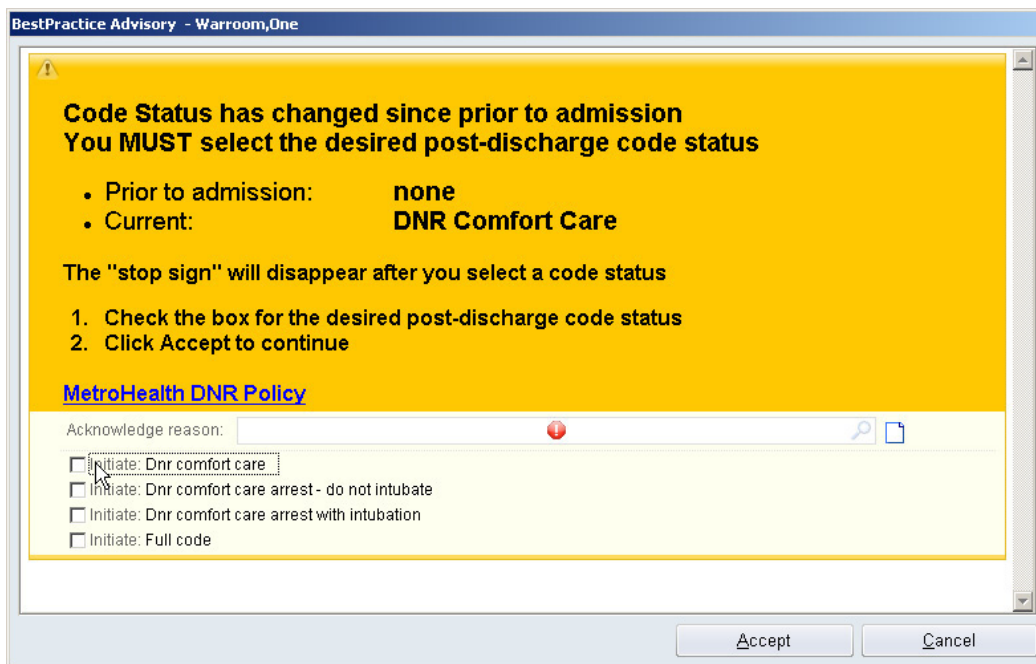 BestPractice Advisory - Warroom,One
Code Status has changed since prior to admission
You MUST select the desired post-discharge code status
• Prior to admission: none
• Current: DNR Comfort Care
The "stop sign" will disappear after you select a code status
1. Check the box for the desired post-discharge code status
2. Click Accept to continue
MetroHealth DNR Policy
Acknowledge reason:
Initiate: Dnr comfort care
Initiate: Dnr comfort care arrest - do not intubate
Initiate: Dnr comfort care arrest with intubation
Initiate: Full code
Accept Cancel